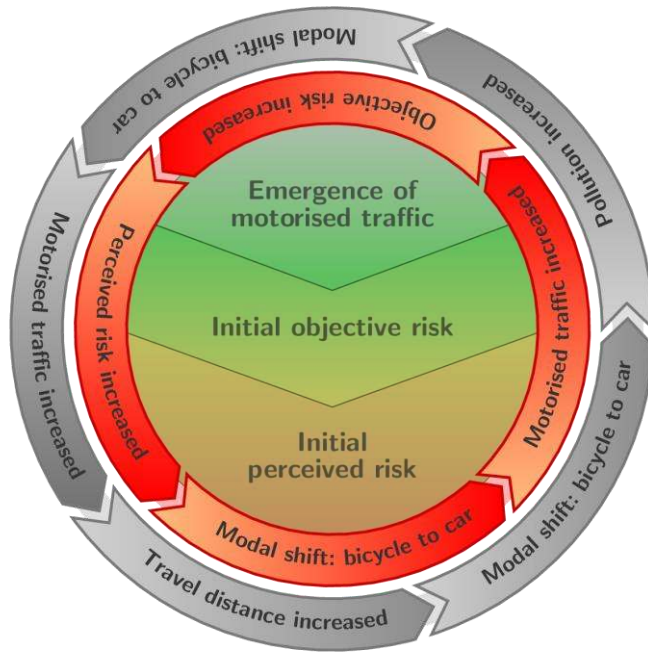 Modal shift: bicycle to car
Pollution increased
Modal shift: bicycle to car
Travel distance increased
Motorised traffic increased
Objective risk increased
Motorised traffic increased
Modal shift: bicycle to car
Perceived risk increased
Emergence of
motorised traffic
Initial objective risk
Initial
perceived risk